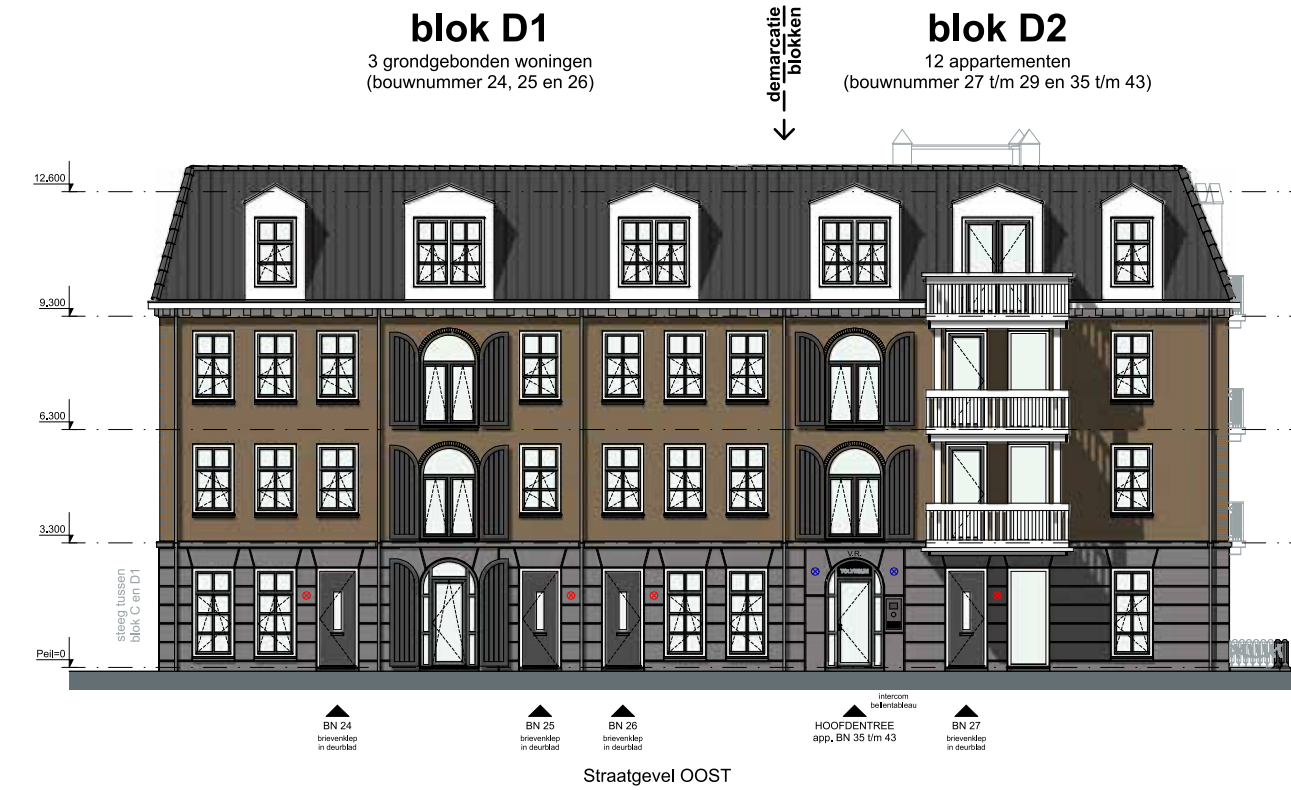 blok D1
3 grondgebonden woningen
(bouwnummer 24, 25 en 26)
demarcatie
blokken
blok D2
12 appartementen
(bouwnummer 27 t/m 29 en 35 t/m 43)
12.600
9.300
6.300
3.300
Peil=0
steeg tussen
blok C en D1
V.R.
intercom
bellentableau
BN 24
brievenklep
in deurblad
BN 25
brievenklep
in deurblad
BN 26
brievenklep
in deurblad
HOOFDENTREE
app. BN 35 t/m 43
BN 27
brievenklep
in deurblad
Straatgevel OOST